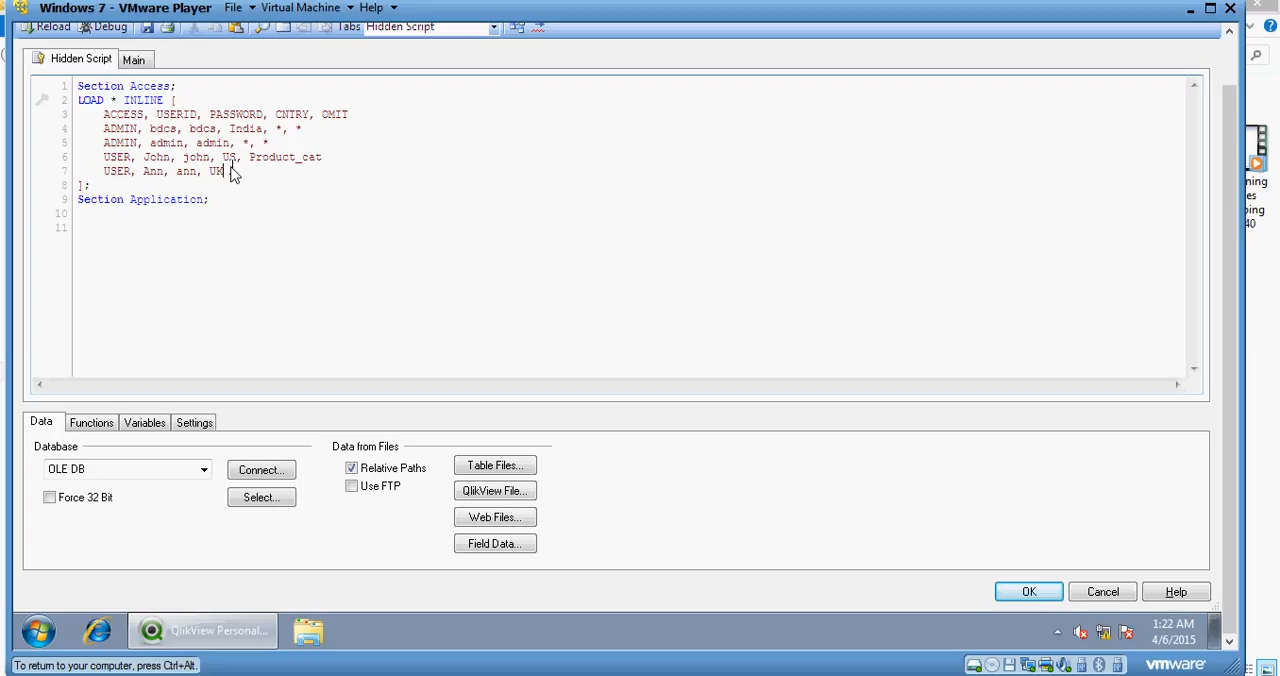 Windows 7 - VMware Player File Virtual Machine Help
Reload Debug Tabs Hidden Script
Hidden Script Main
1 Section Access;
2 LOAD * INLINE [
3 ACCESS, USERID, PASSWORD, CNTRY, OMIT
4 ADMIN, bdcs, bdcs, India, *, *
5 ADMIN, admin, admin, *, *
6 USER, John, john, US, Product_cat
7 USER, Ann, ann, UK
8 ];
9 Section Application;
10
11
ning
es
ping
40
Data Functions Variables Settings
Database Data from Files
OLE DB Connect... Relative Paths Table Files...
Force 32 Bit Select... Use FTP QlikView File...
Web Files...
Field Data...
OK Cancel Help
QlikView Personal... 1:22 AM
4/6/2015
To return to your computer, press Ctrl+Alt. vmware